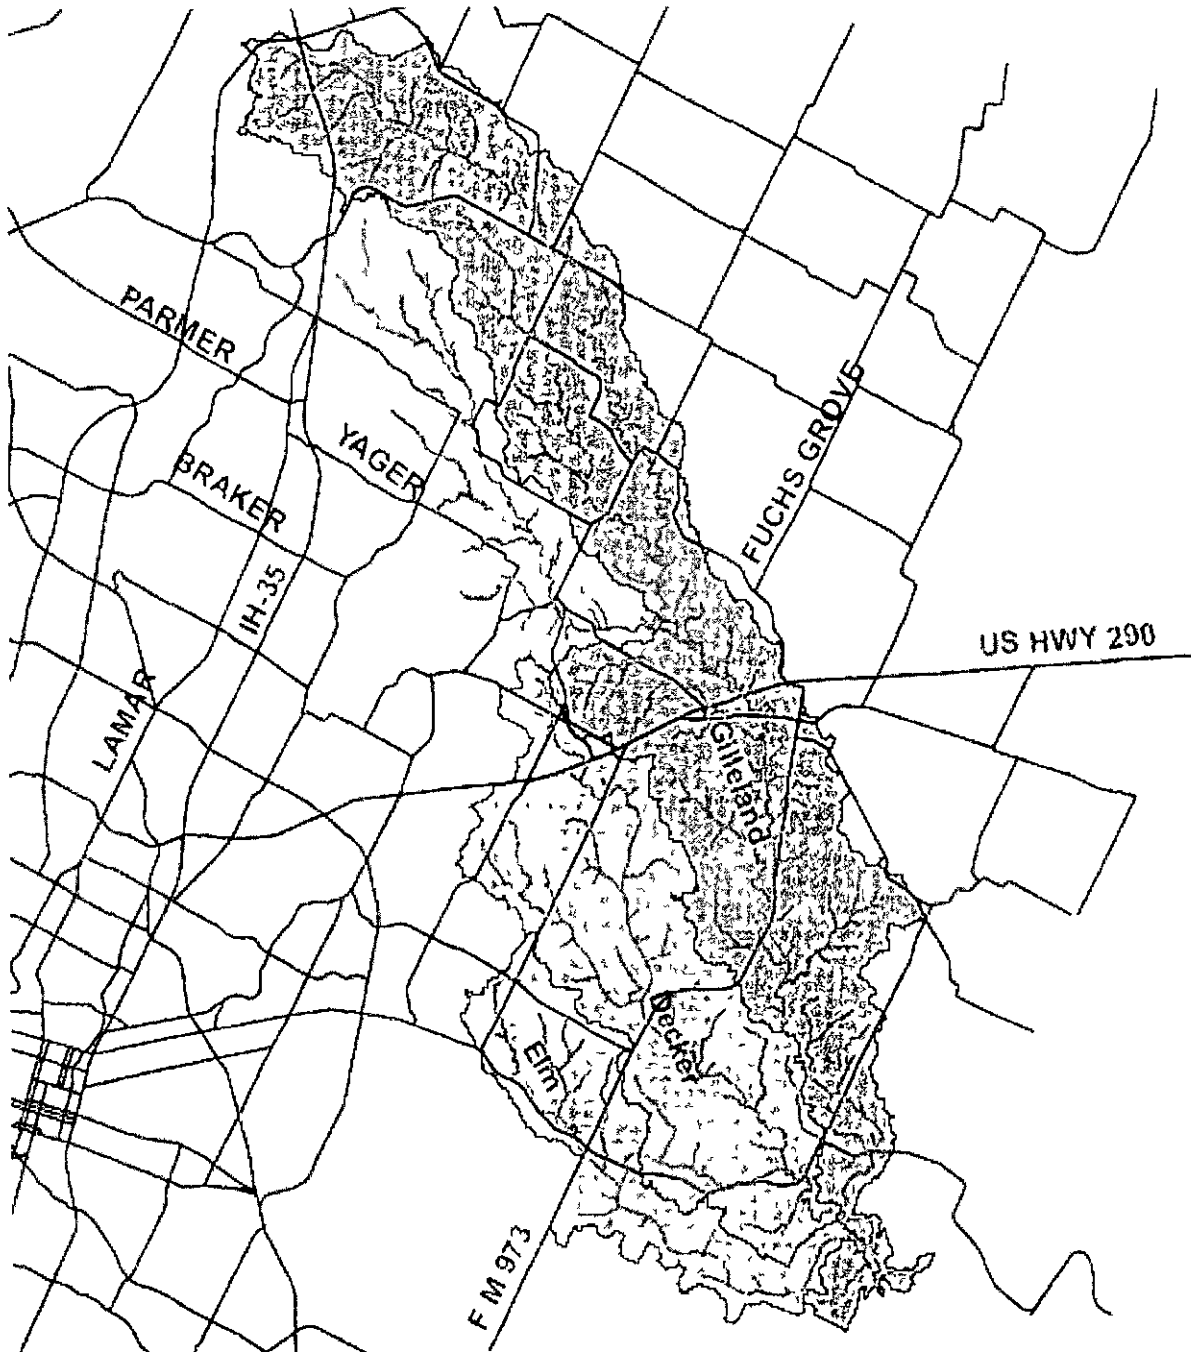 PARMER
YAGER
BRAKER
FUCHS GROVE
IH-35
US HWY 290
LAMAR
Gilleland
Decker
Elm
F M 973